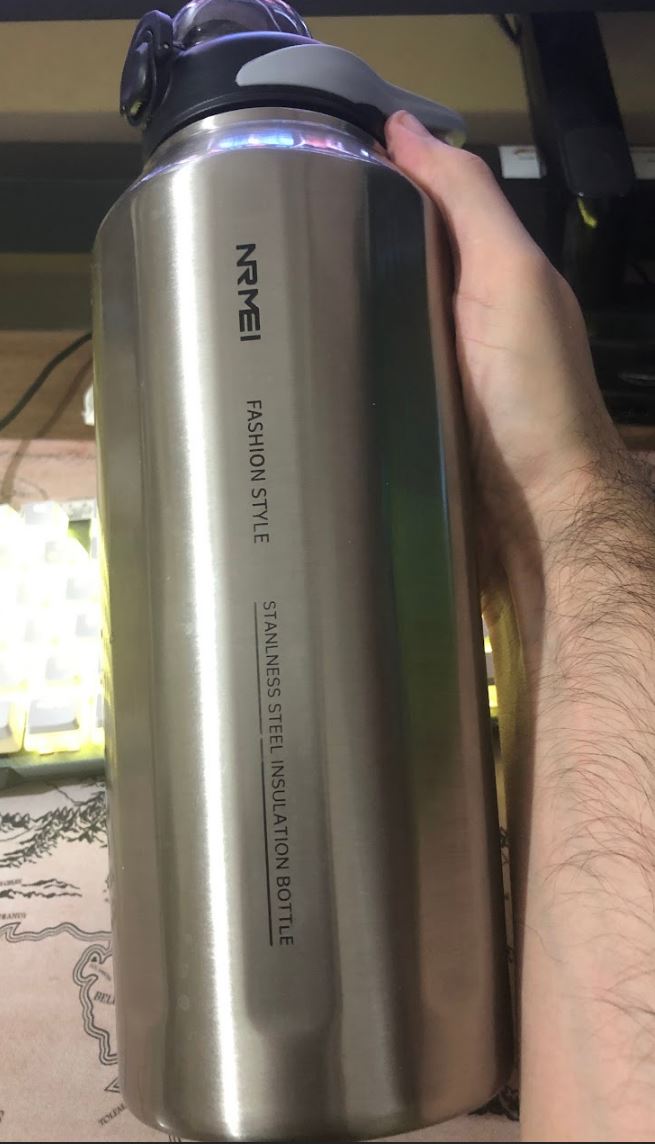 NRMEI
FASHION STYLE
STANLNESS STEEL INSULATION BOTTLE